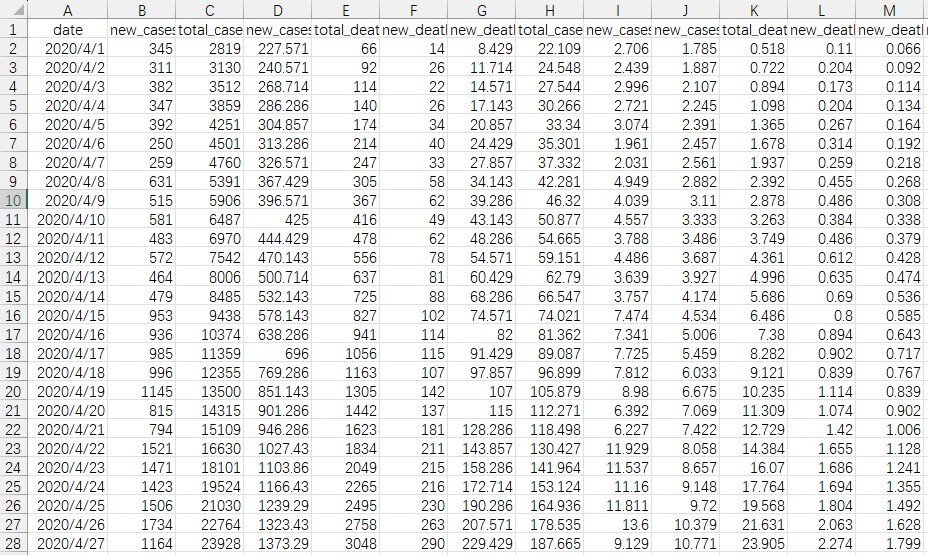 A B C D E F G H I J K L M
1 date new_cases total_case new_cases total_deat new_deatl new_deatl total_case new_cases new_cases total_deat new_deatl new_deatl
2 2020/4/1 345 2819 227.571 66 14 8.429 22.109 2.706 1.785 0.518 0.11 0.066
3 2020/4/2 311 3130 240.571 92 26 11.714 24.548 2.439 1.887 0.722 0.204 0.092
4 2020/4/3 382 3512 268.714 114 22 14.571 27.544 2.996 2.107 0.894 0.173 0.114
5 2020/4/4 347 3859 286.286 140 26 17.143 30.266 2.721 2.245 1.098 0.204 0.134
6 2020/4/5 392 4251 304.857 174 34 20.857 33.34 3.074 2.391 1.365 0.267 0.164
7 2020/4/6 250 4501 313.286 214 40 24.429 35.301 1.961 2.457 1.678 0.314 0.192
8 2020/4/7 259 4760 326.571 247 33 27.857 37.332 2.031 2.561 1.937 0.259 0.218
9 2020/4/8 631 5391 367.429 305 58 34.143 42.281 4.949 2.882 2.392 0.455 0.268
10 2020/4/9 515 5906 396.571 367 62 39.286 46.32 4.039 3.11 2.878 0.486 0.308
11 2020/4/10 581 6487 425 416 49 43.143 50.877 4.557 3.333 3.263 0.384 0.338
12 2020/4/11 483 6970 444.429 478 62 48.286 54.665 3.788 3.486 3.749 0.486 0.379
13 2020/4/12 572 7542 470.143 556 78 54.571 59.151 4.486 3.687 4.361 0.612 0.428
14 2020/4/13 464 8006 500.714 637 81 60.429 62.79 3.639 3.927 4.996 0.635 0.474
15 2020/4/14 479 8485 532.143 725 88 68.286 66.547 3.757 4.174 5.686 0.69 0.536
16 2020/4/15 953 9438 578.143 827 102 74.571 74.021 7.474 4.534 6.486 0.8 0.585
17 2020/4/16 936 10374 638.286 941 114 82 81.362 7.341 5.006 7.38 0.894 0.643
18 2020/4/17 985 11359 696 1056 115 91.429 89.087 7.725 5.459 8.282 0.902 0.717
19 2020/4/18 996 12355 769.286 1163 107 97.857 96.899 7.812 6.033 9.121 0.839 0.767
20 2020/4/19 1145 13500 851.143 1305 142 107 105.879 8.98 6.675 10.235 1.114 0.839
21 2020/4/20 815 14315 901.286 1442 137 115 112.271 6.392 7.069 11.309 1.074 0.902
22 2020/4/21 794 15109 946.286 1623 181 128.286 118.498 6.227 7.422 12.729 1.42 1.006
23 2020/4/22 1521 16630 1027.43 1834 211 143.857 130.427 11.929 8.058 14.384 1.655 1.128
24 2020/4/23 1471 18101 1103.86 2049 215 158.286 141.964 11.537 8.657 16.07 1.686 1.241
25 2020/4/24 1423 19524 1166.43 2265 216 172.714 153.124 11.16 9.148 17.764 1.694 1.355
26 2020/4/25 1506 21030 1239.29 2495 230 190.286 164.936 11.811 9.72 19.568 1.804 1.492
27 2020/4/26 1734 22764 1323.43 2758 263 207.571 178.535 13.6 10.379 21.631 2.063 1.628
28 2020/4/27 1164 23928 1373.29 3048 290 229.429 187.665 9.129 10.771 23.905 2.274 1.799